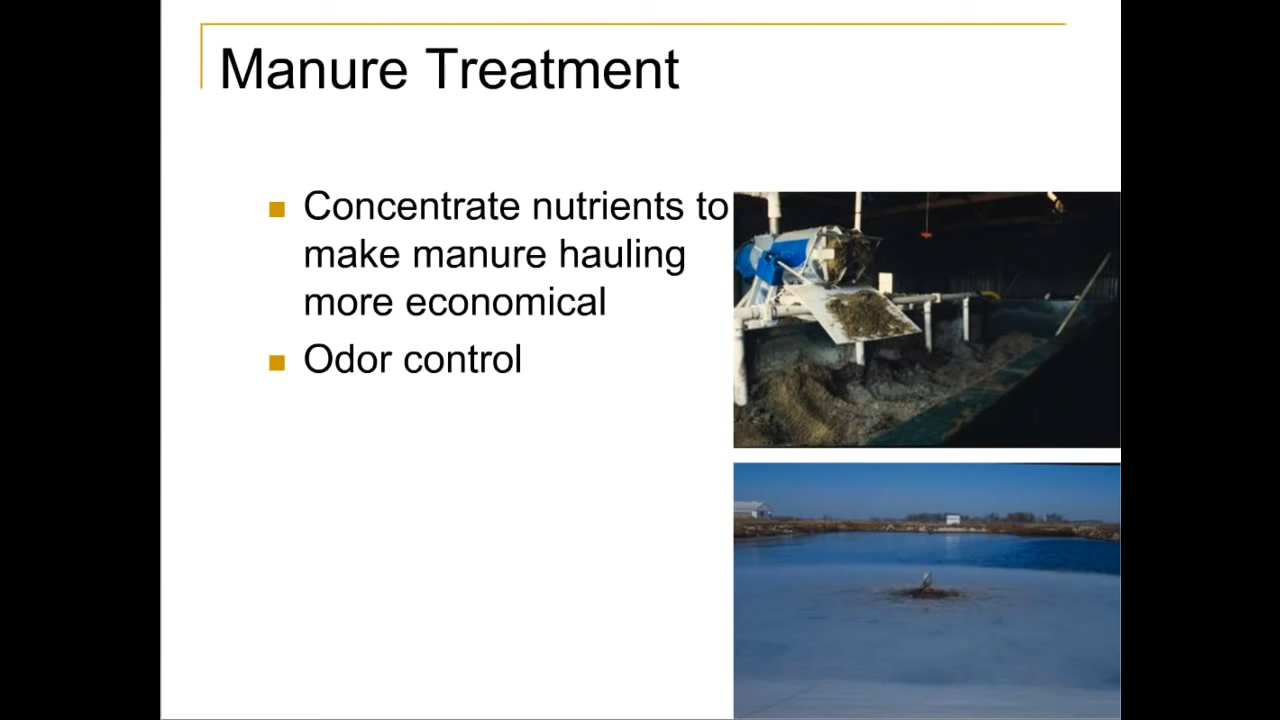 Manure Treatment
Concentrate nutrients to
make manure hauling
more economical
Odor control